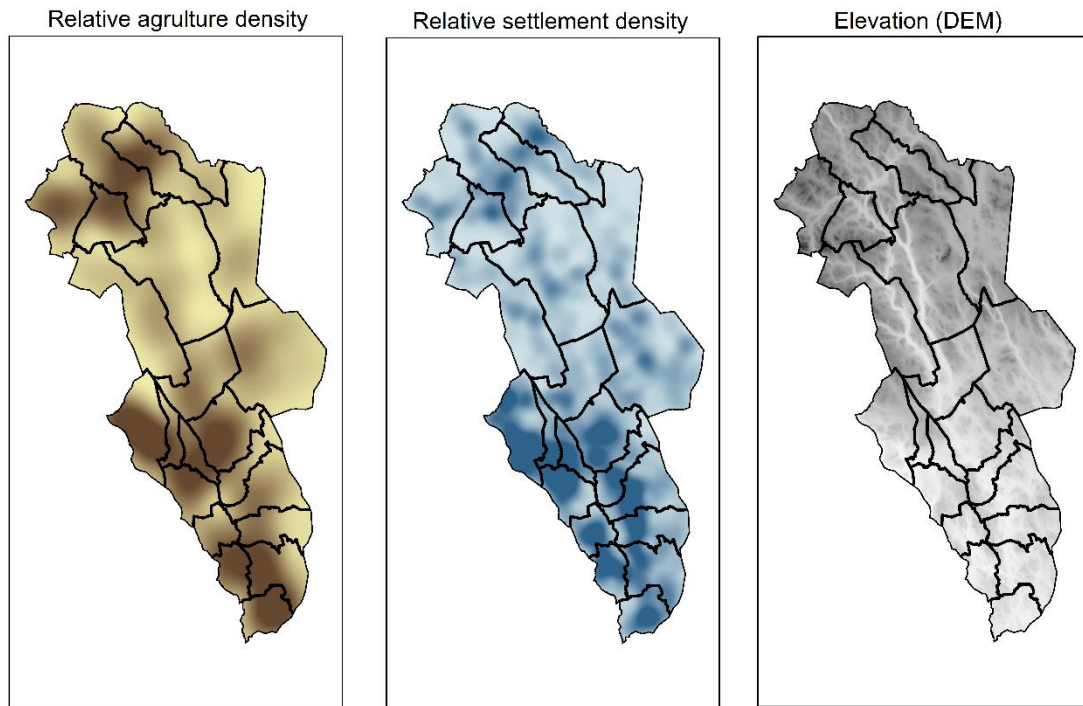 Relative agrulture density
Relative settlement density
Elevation (DEM)